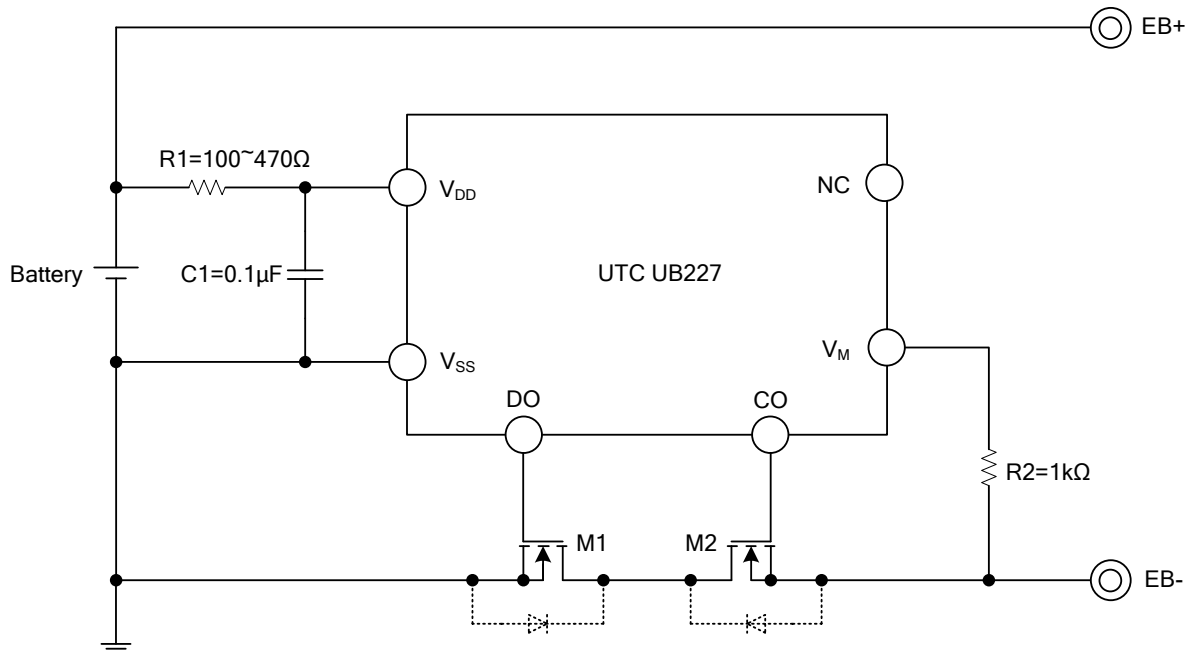 EB+
R1=100~470Ω
VDD
NC
Battery
C1=0.1µF
UTC UB227
VM
VSS
DO
CO
R2=1kΩ
M1
M2
EB-